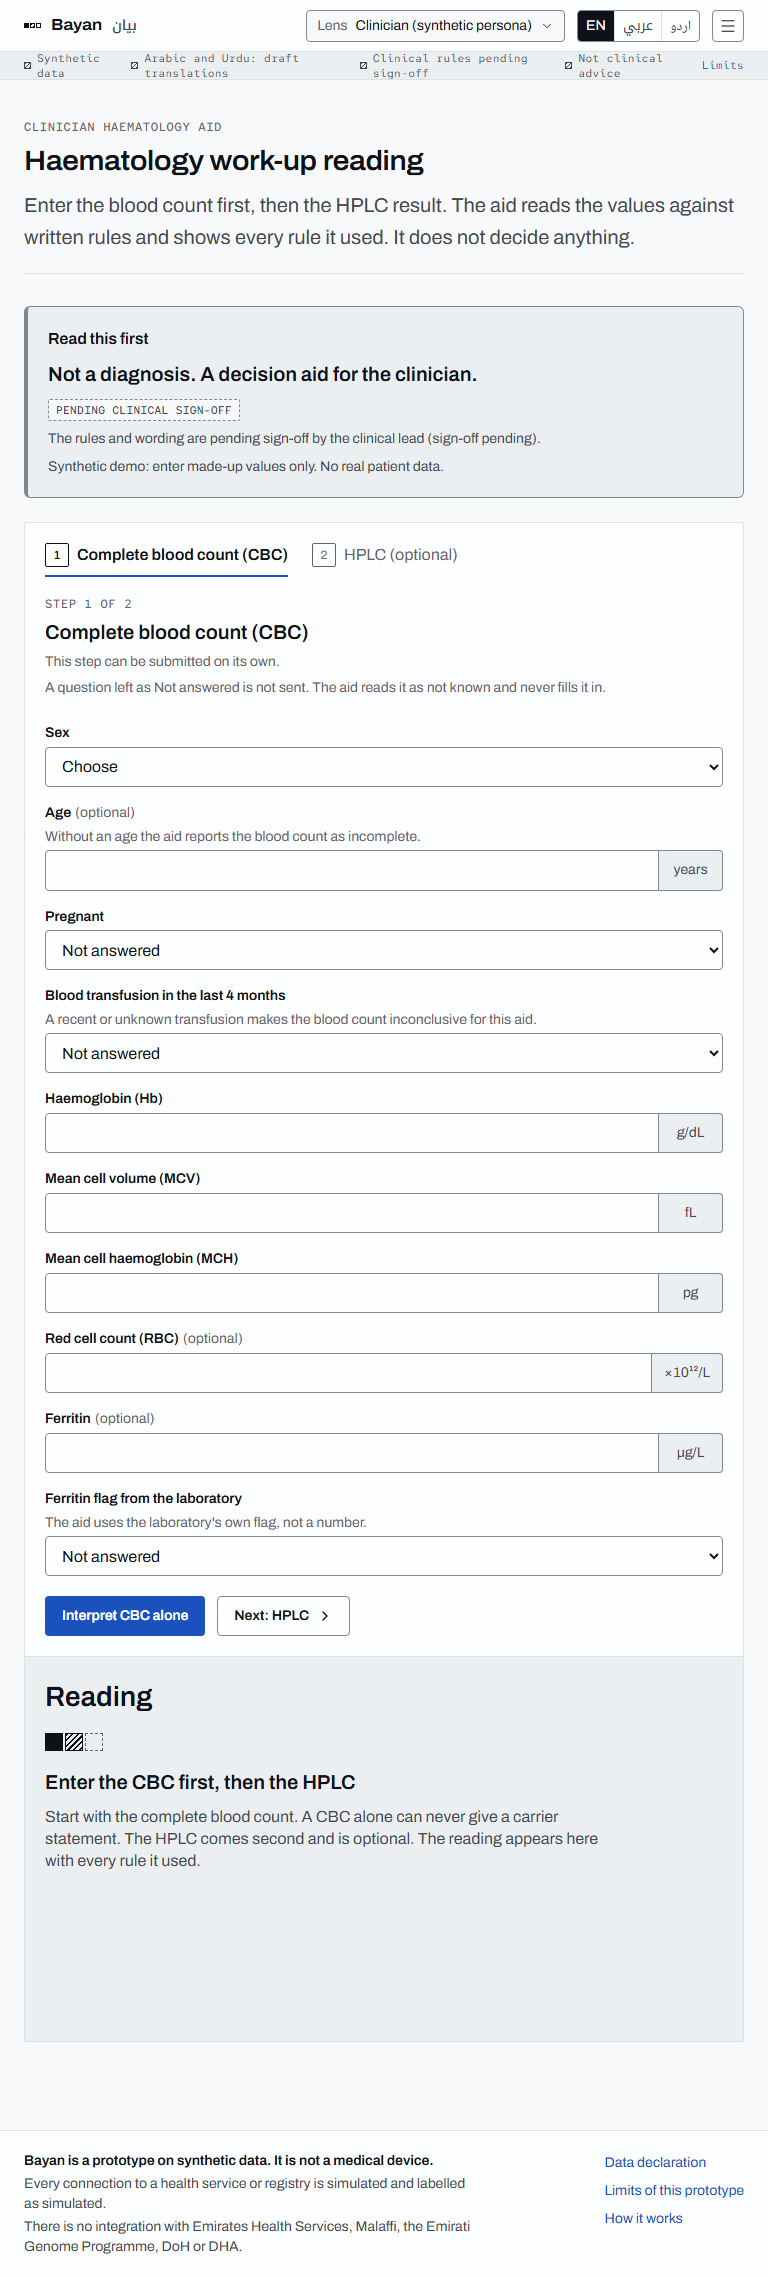 Bayan بيان
Lens Clinician (synthetic persona)
EN عربي اردو
Synthetic data
Arabic and Urdu: draft translations
Clinical rules pending sign-off
Not clinical advice
Limits
CLINICIAN HAEMATOLOGY AID
Haematology work-up reading
Enter the blood count first, then the HPLC result. The aid reads the values against
written rules and shows every rule it used. It does not decide anything.
Read this first
Not a diagnosis. A decision aid for the clinician.
PENDING CLINICAL SIGN-OFF
The rules and wording are pending sign-off by the clinical lead (sign-off pending).
Synthetic demo: enter made-up values only. No real patient data.
1 Complete blood count (CBC)
2 HPLC (optional)
STEP 1 OF 2
Complete blood count (CBC)
This step can be submitted on its own.
A question left as Not answered is not sent. The aid reads it as not known and never fills it in.
Sex
Choose
Age (optional)
Without an age the aid reports the blood count as incomplete.
years
Pregnant
Not answered
Blood transfusion in the last 4 months
A recent or unknown transfusion makes the blood count inconclusive for this aid.
Not answered
Haemoglobin (Hb)
g/dL
Mean cell volume (MCV)
fL
Mean cell haemoglobin (MCH)
pg
Red cell count (RBC) (optional)
×10¹²/L
Ferritin (optional)
µg/L
Ferritin flag from the laboratory
The aid uses the laboratory's own flag, not a number.
Not answered
Interpret CBC alone
Next: HPLC
Reading
Enter the CBC first, then the HPLC
Start with the complete blood count. A CBC alone can never give a carrier
statement. The HPLC comes second and is optional. The reading appears here
with every rule it used.
Bayan is a prototype on synthetic data. It is not a medical device.
Every connection to a health service or registry is simulated and labelled
as simulated.
There is no integration with Emirates Health Services, Malaffi, the Emirati
Genome Programme, DoH or DHA.
Data declaration
Limits of this prototype
How it works